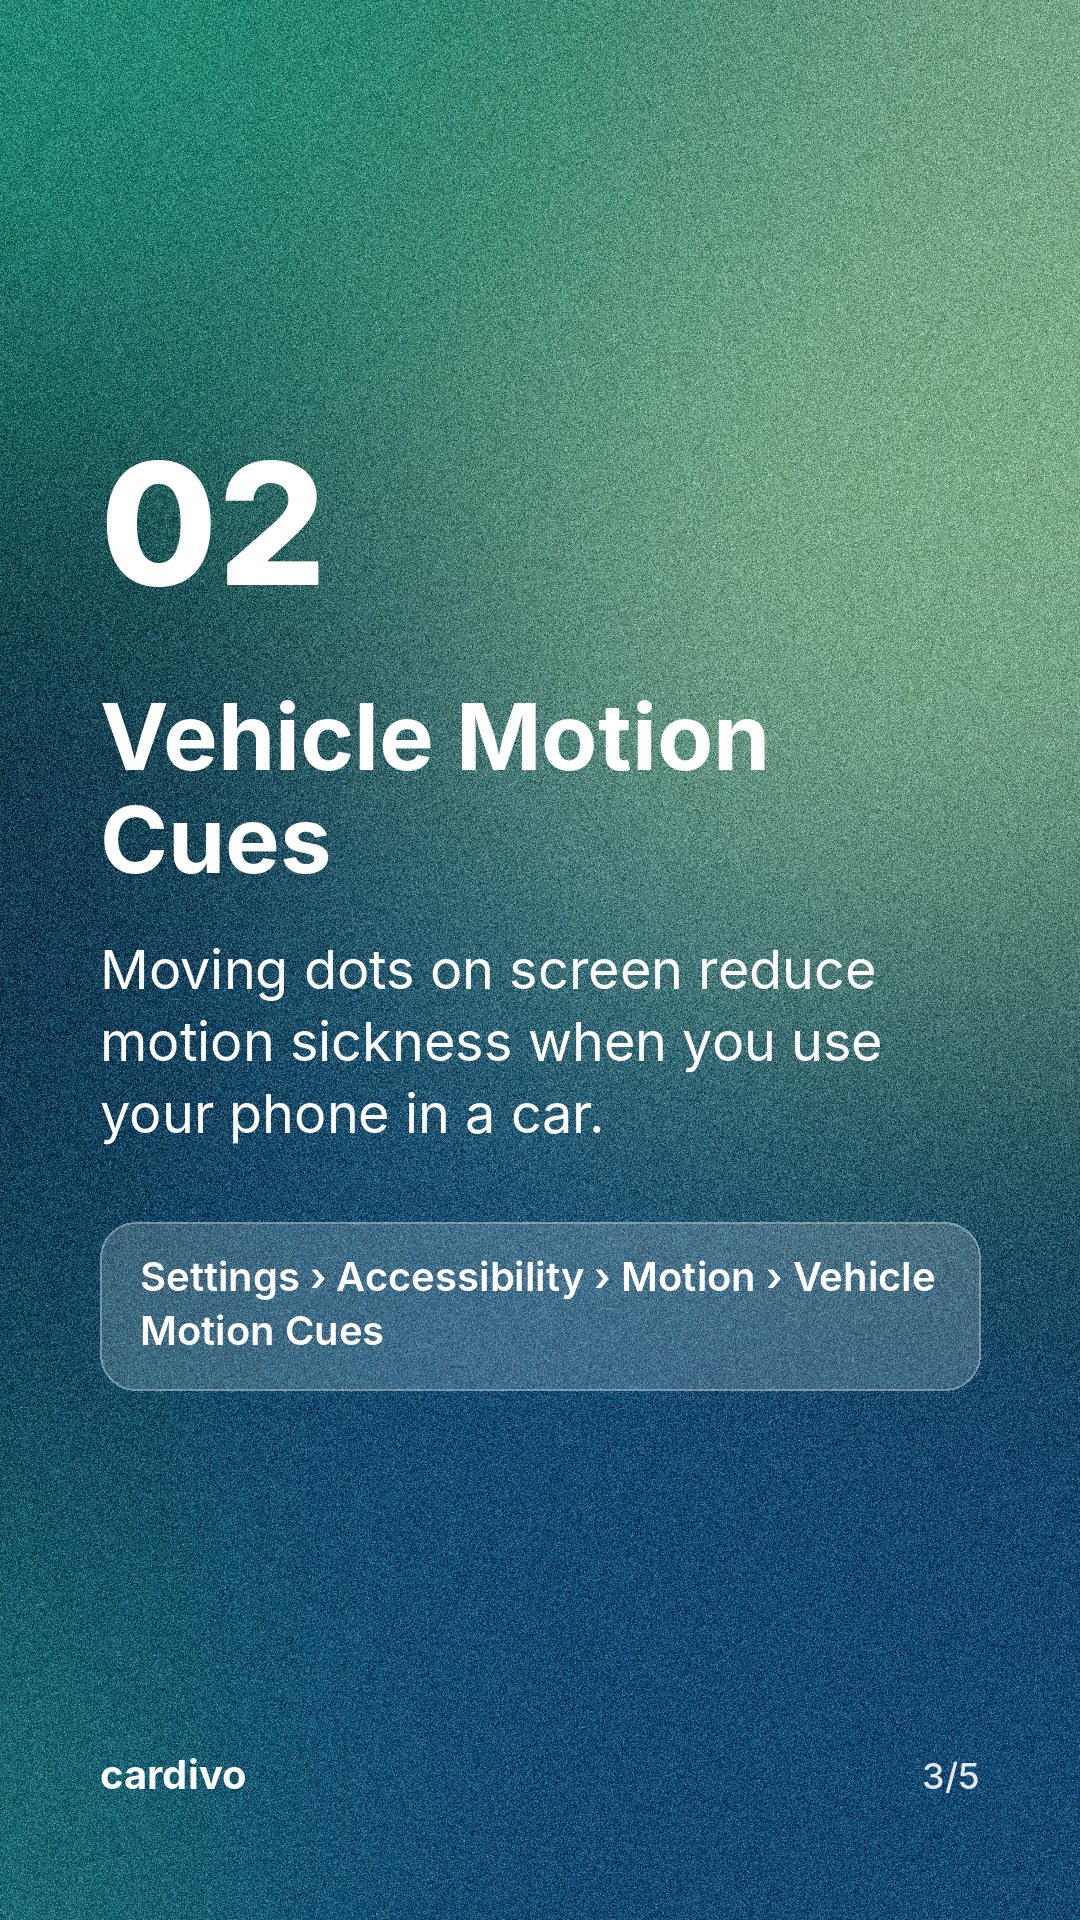 02
Vehicle Motion
Cues
Moving dots on screen reduce
motion sickness when you use
your phone in a car.
Settings › Accessibility › Motion › Vehicle
Motion Cues
cardivo
3/5